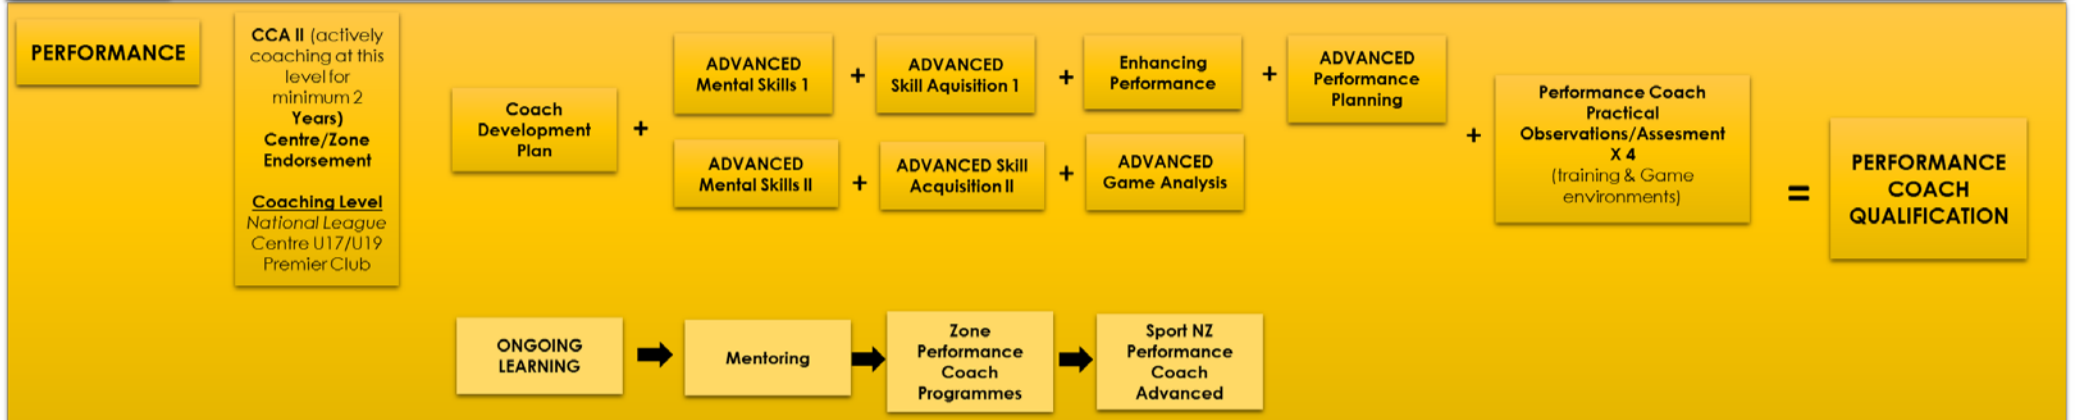 PERFORMANCE
CCA II (actively
coaching at this
level for
minimum 2
Years)
Centre/Zone
Endorsement
Coaching Level
National League
Centre U17/U19
Premier Club
Coach
Development
Plan
+
ADVANCED
Mental Skills 1
+
ADVANCED
Skill Aquisition 1
+
Enhancing
Performance
+
ADVANCED
Performance
Planning
ADVANCED
Mental Skills II
+
ADVANCED Skill
Acquisition II
+
ADVANCED
Game Analysis
+
Performance Coach
Practical
Observations/Assesment
X 4
(training & Game
environments)
=
PERFORMANCE
COACH
QUALIFICATION
ONGOING
LEARNING
Mentoring
Zone
Performance
Coach
Programmes
Sport NZ
Performance
Coach
Advanced